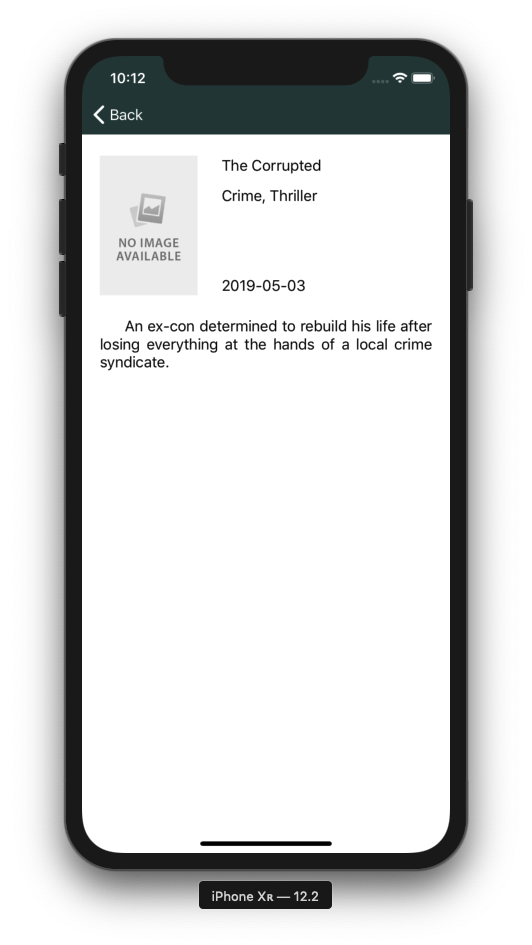 10:12
Back
NO IMAGE
AVAILABLE
The Corrupted
Crime, Thriller
2019-05-03
An ex-con determined to rebuild his life after
losing everything at the hands of a local crime
syndicate.
iPhone Xʀ — 12.2